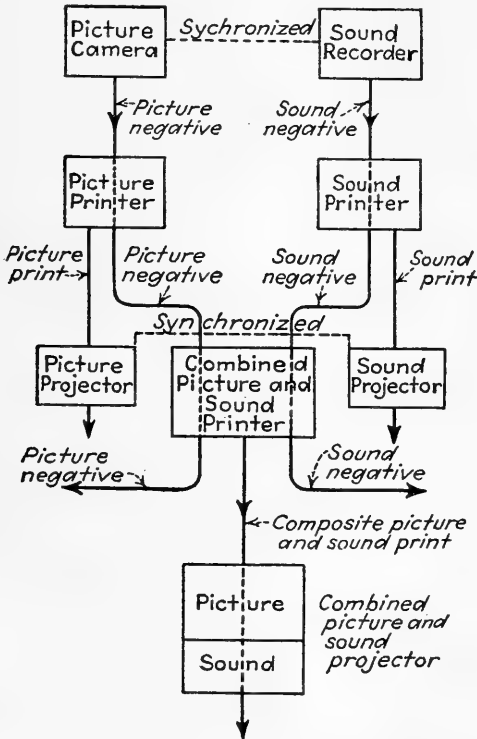 Picture
Camera
Sychronized
Sound
Recorder
Picture
negative
Sound
negative
Picture
Printer
Sound
Printer
Picture
print
Picture
negative
Sound
negative
Sound
print
Synchronized
Picture
Projector
Combined
Picture and
Sound
Printer
Sound
Projector
Picture
negative
Sound
negative
Composite picture
and sound print
Picture
Sound
Combined
picture and
sound
projector